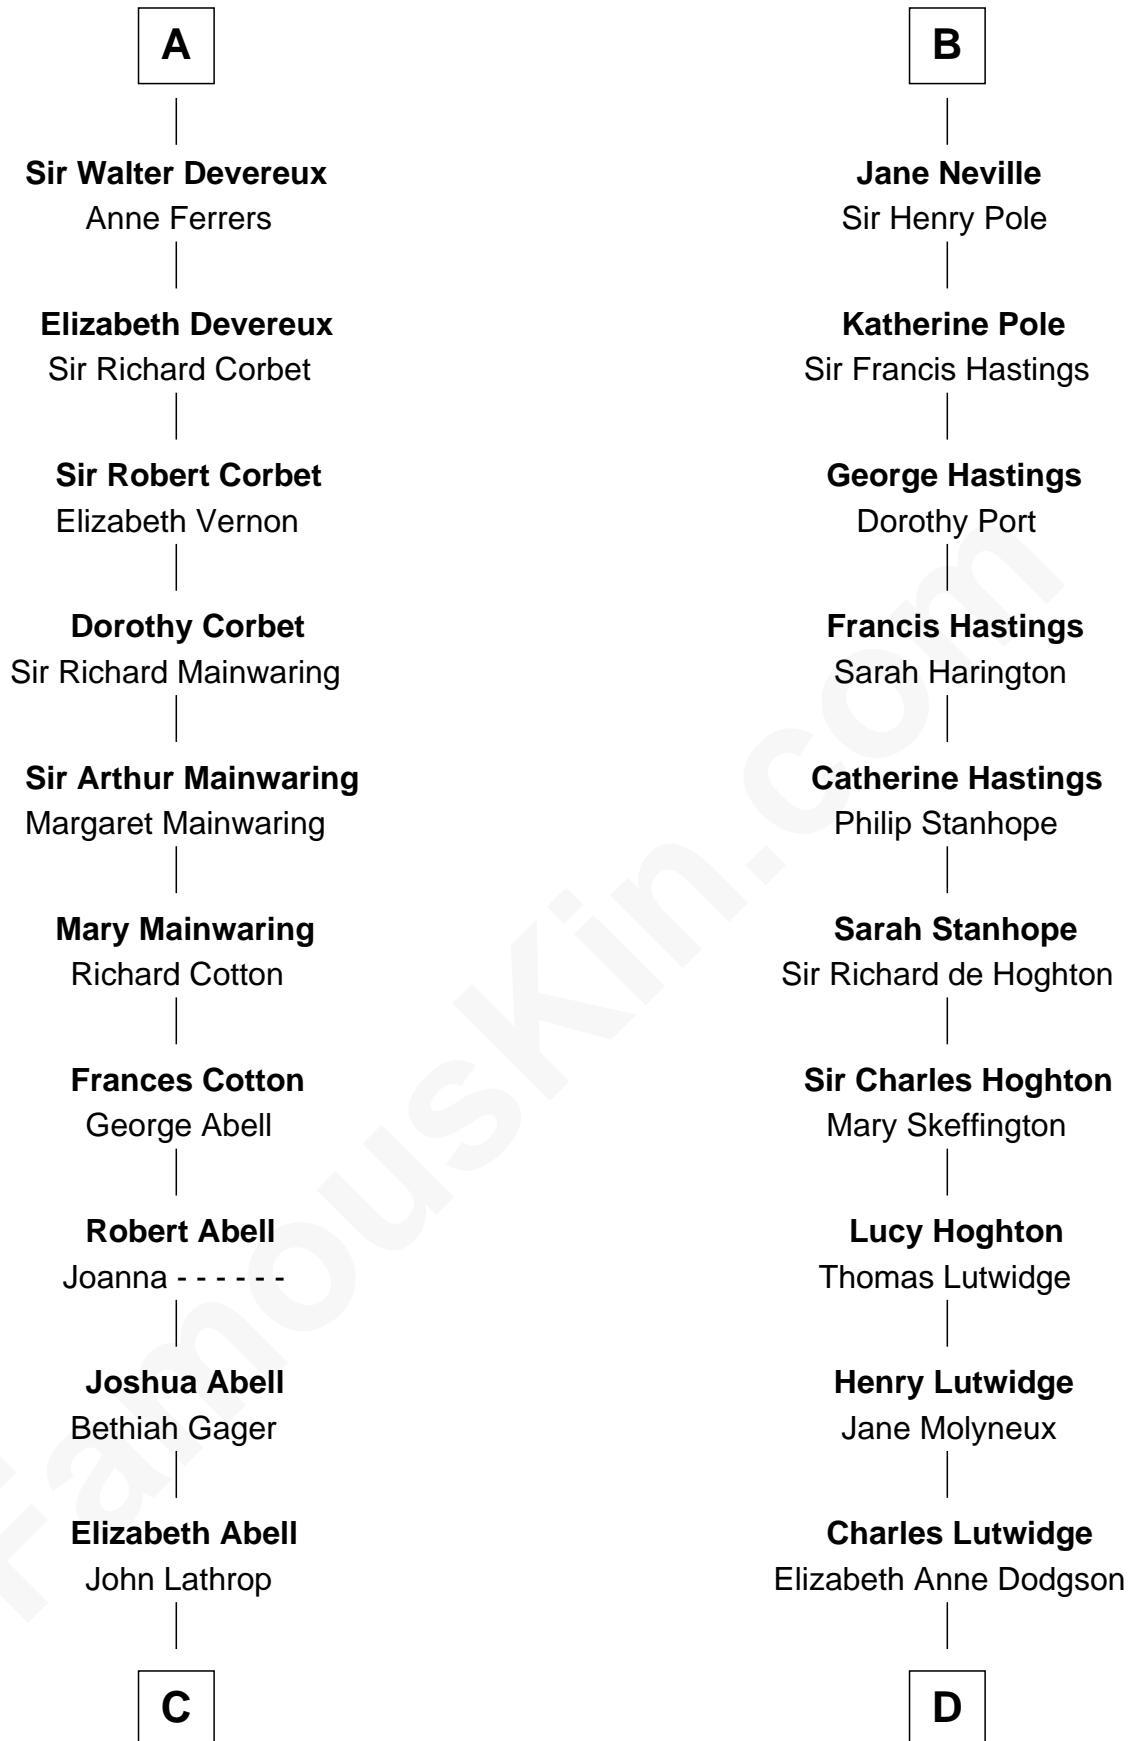 A
Sir Walter Devereux
Anne Ferrers
Elizabeth Devereux
Sir Richard Corbet
Sir Robert Corbet
Elizabeth Vernon
Dorothy Corbet
Sir Richard Mainwaring
Sir Arthur Mainwaring
Margaret Mainwaring
Mary Mainwaring
Richard Cotton
Frances Cotton
George Abell
Robert Abell
Joanna - - - - - -
Joshua Abell
Bethiah Gager
Elizabeth Abell
John Lathrop
C
B
Jane Neville
Sir Henry Pole
Katherine Pole
Sir Francis Hastings
George Hastings
Dorothy Port
Francis Hastings
Sarah Harington
Catherine Hastings
Philip Stanhope
Sarah Stanhope
Sir Richard de Hoghton
Sir Charles Hoghton
Mary Skeffington
Lucy Hoghton
Thomas Lutwidge
Henry Lutwidge
Jane Molyneux
Charles Lutwidge
Elizabeth Anne Dodgson
D
FamousKin.com